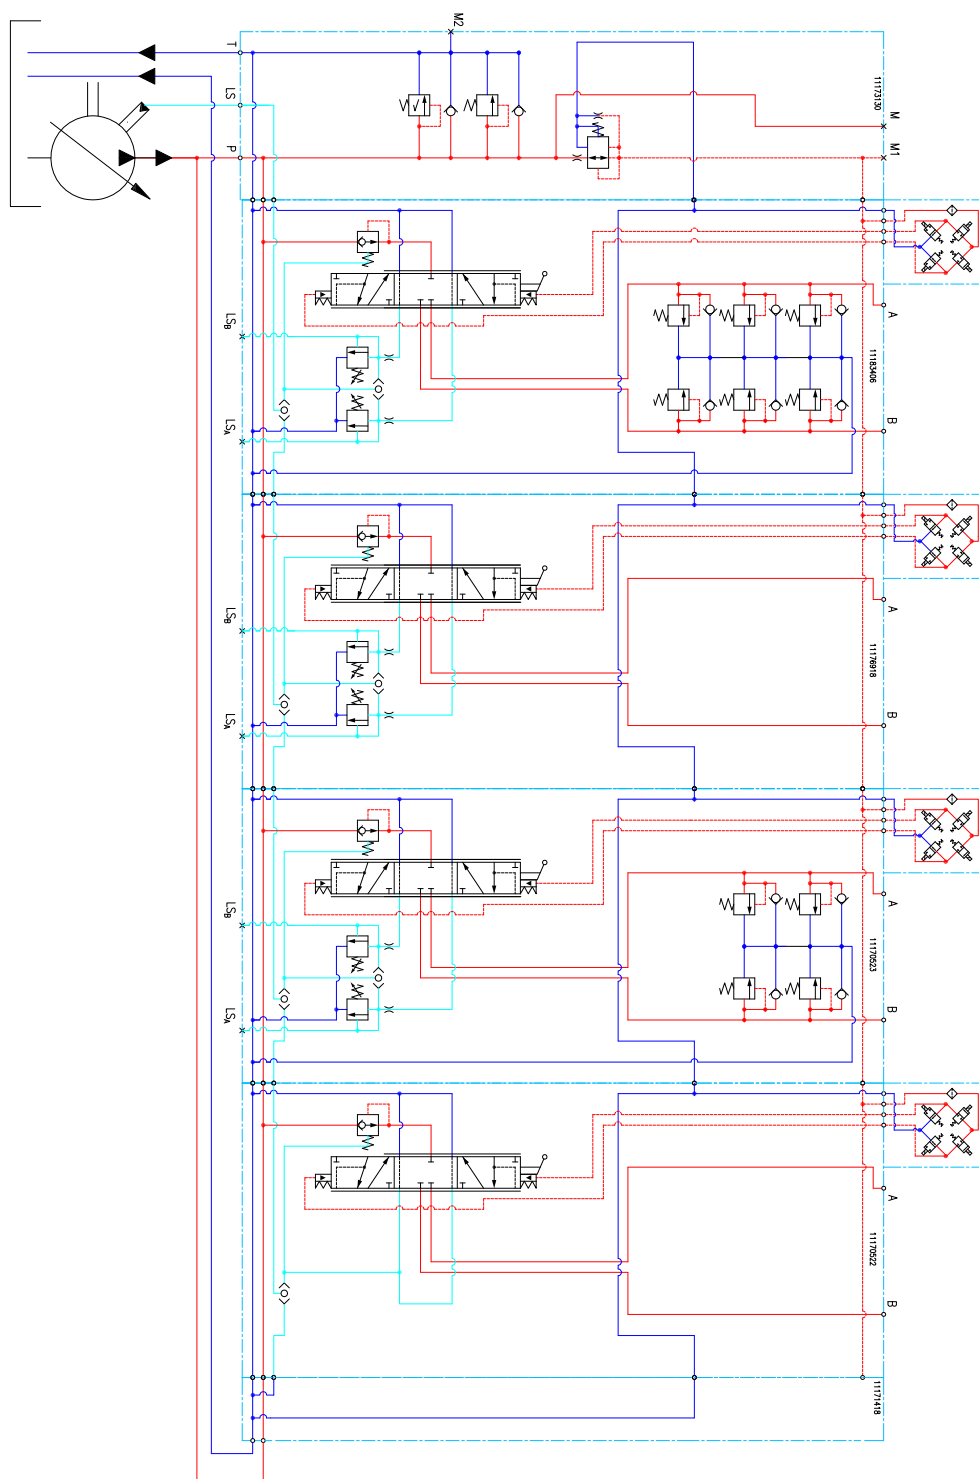 M2
T
LS
P
11173130
M
M1
LSB
LSA
A
11183406
B
LSB
LSA
A
11176918
B
LSB
LSA
A
11170523
B
A
11170522
B
11171418